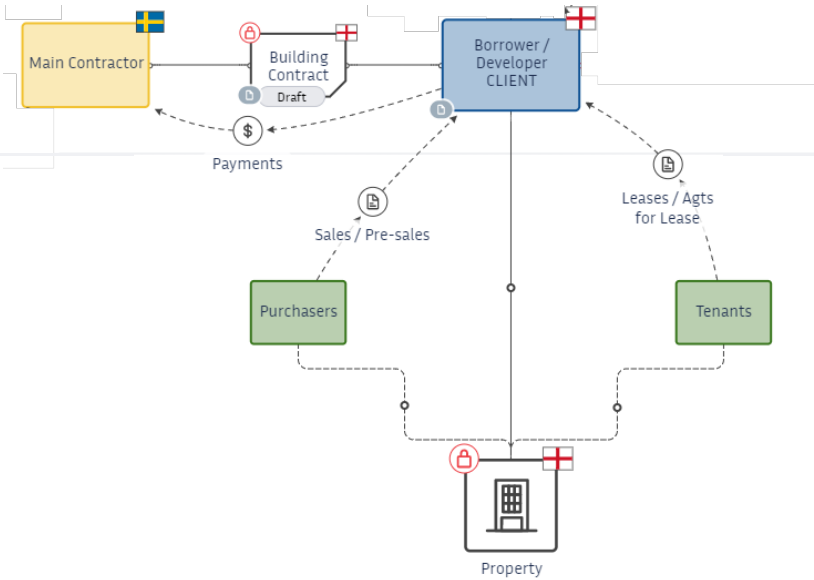 Main Contractor
Building
Contract
Draft
Borrower /
Developer
CLIENT
$
Payments
Sales / Pre-sales
Leases / Agts
for Lease
Purchasers
Tenants
Property